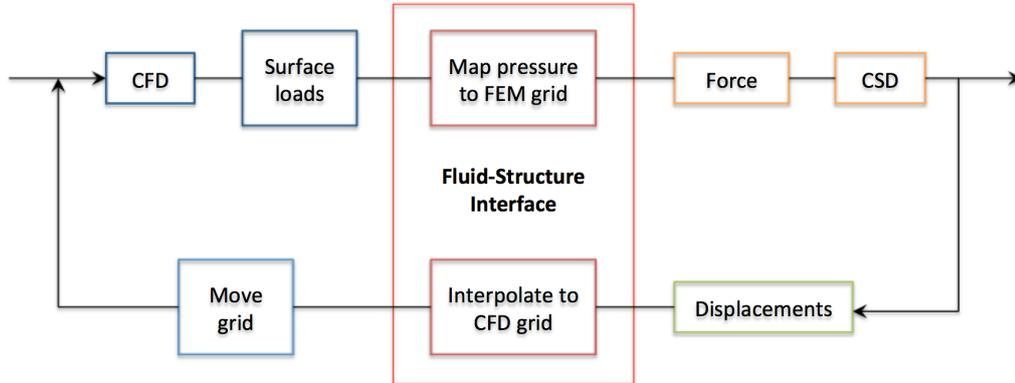 CFD
Surface
loads
Map pressure
to FEM grid
Force
CSD
Fluid-Structure
Interface
Move
grid
Interpolate to
CFD grid
Displacements